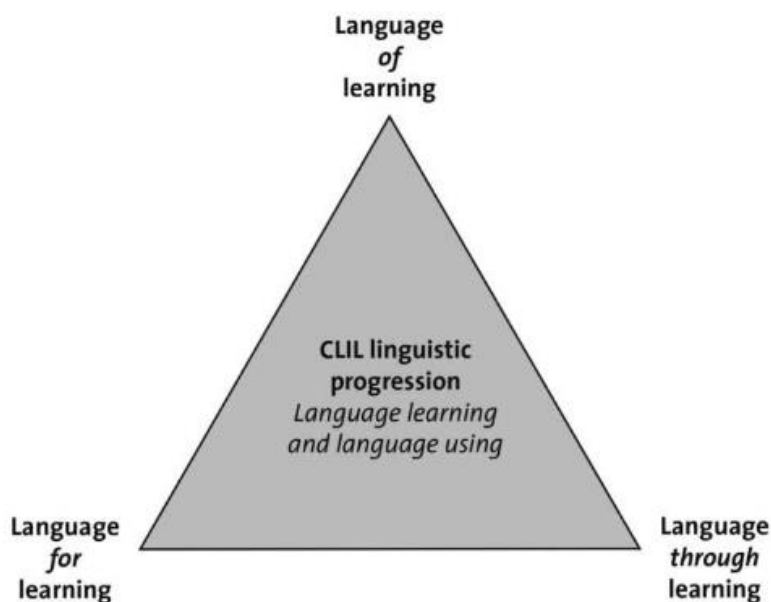 Language
of
learning
CLIL linguistic
progression
Language learning
and language using
Language
for
learning
Language
through
learning